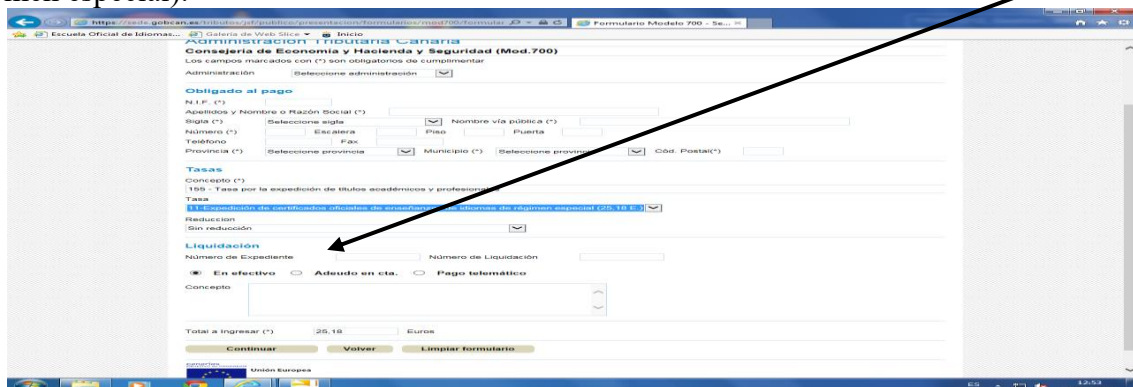 men especial).
https://sede.gobcan.es/tributos/jsf/publico/presentacion/formularios/mod700/formular
Formulario Modelo 700 - Se...
Escuela Oficial de Idiomas... Galería de Web Slice Inicio
Administración Tributaria Canaria
Consejería de Economía y Hacienda y Seguridad (Mod.700)
Los campos marcados con (*) son obligatorios de cumplimentar
Administración Seleccione administración
Obligado al pago
N.I.F. (*)
Apellidos y Nombre o Razón Social (*)
Sigla (*) Seleccione sigla Nombre vía pública (*)
Número (*) Escalera Piso Puerta
Teléfono Fax
Provincia (*) Seleccione provincia Municipio (*) Seleccione provincia Cód. Postal(*)
Tasas
Concepto (*)
155 - Tasa por la expedición de títulos académicos y profesionales
Tasa
11-Expedición de certificados oficiales de enseñanzas de idiomas de régimen especial (25,18 E.)
Reduccion
Sin reducción
Liquidación
Número de Expediente Número de Liquidación
En efectivo Adeudo en cta. Pago telemático
Concepto
Total a Ingresar (*) 25,18 Euros
Continuar Volver Limpiar formulario
canarias
Unión Europea
ES 12:53